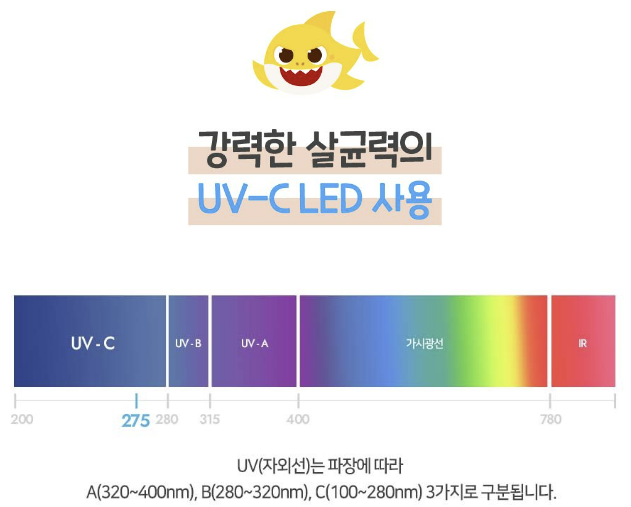 강력한 살균력의
UV-C LED 사용
UV - C UV - B UV - A 가시광선 IR
200 275 280 315 400 780
UV(자외선)는 파장에 따라
A(320~400nm), B(280~320nm), C(100~280nm) 3가지로 구분됩니다.